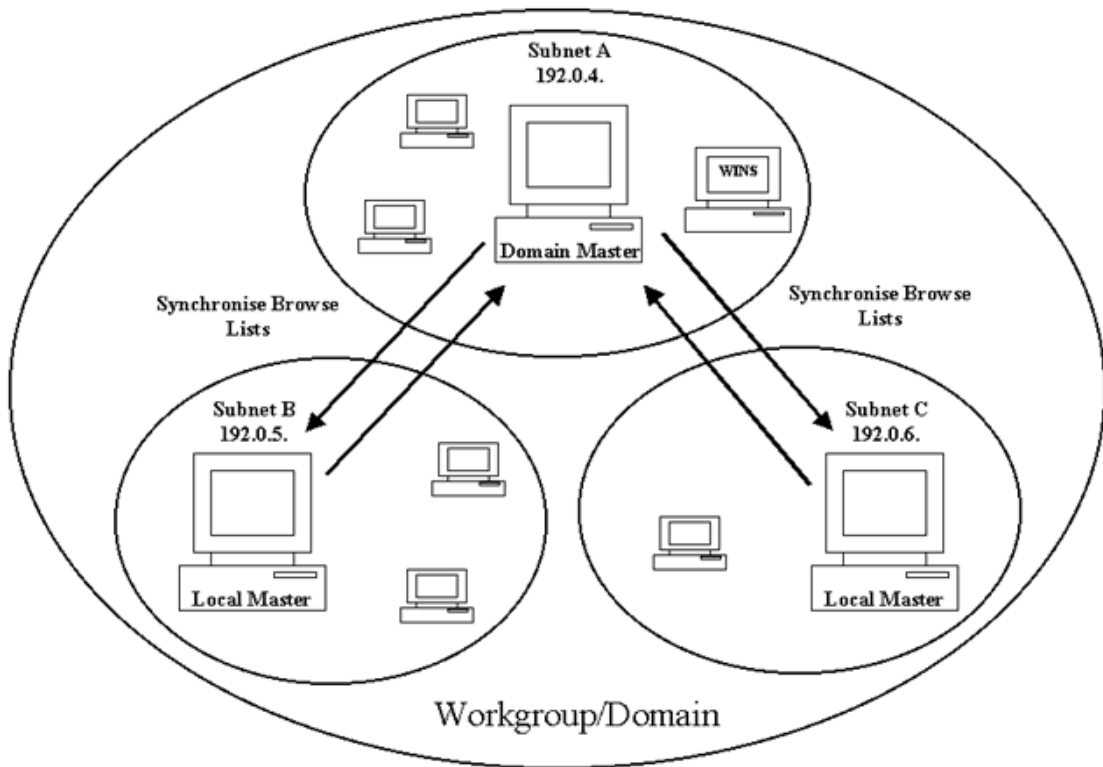 Subnet A
192.0.4.
WINS
Domain Master
Synchronise Browse
Lists
Synchronise Browse
Lists
Subnet B
192.0.5.
Local Master
Subnet C
192.0.6.
Local Master
Workgroup/Domain